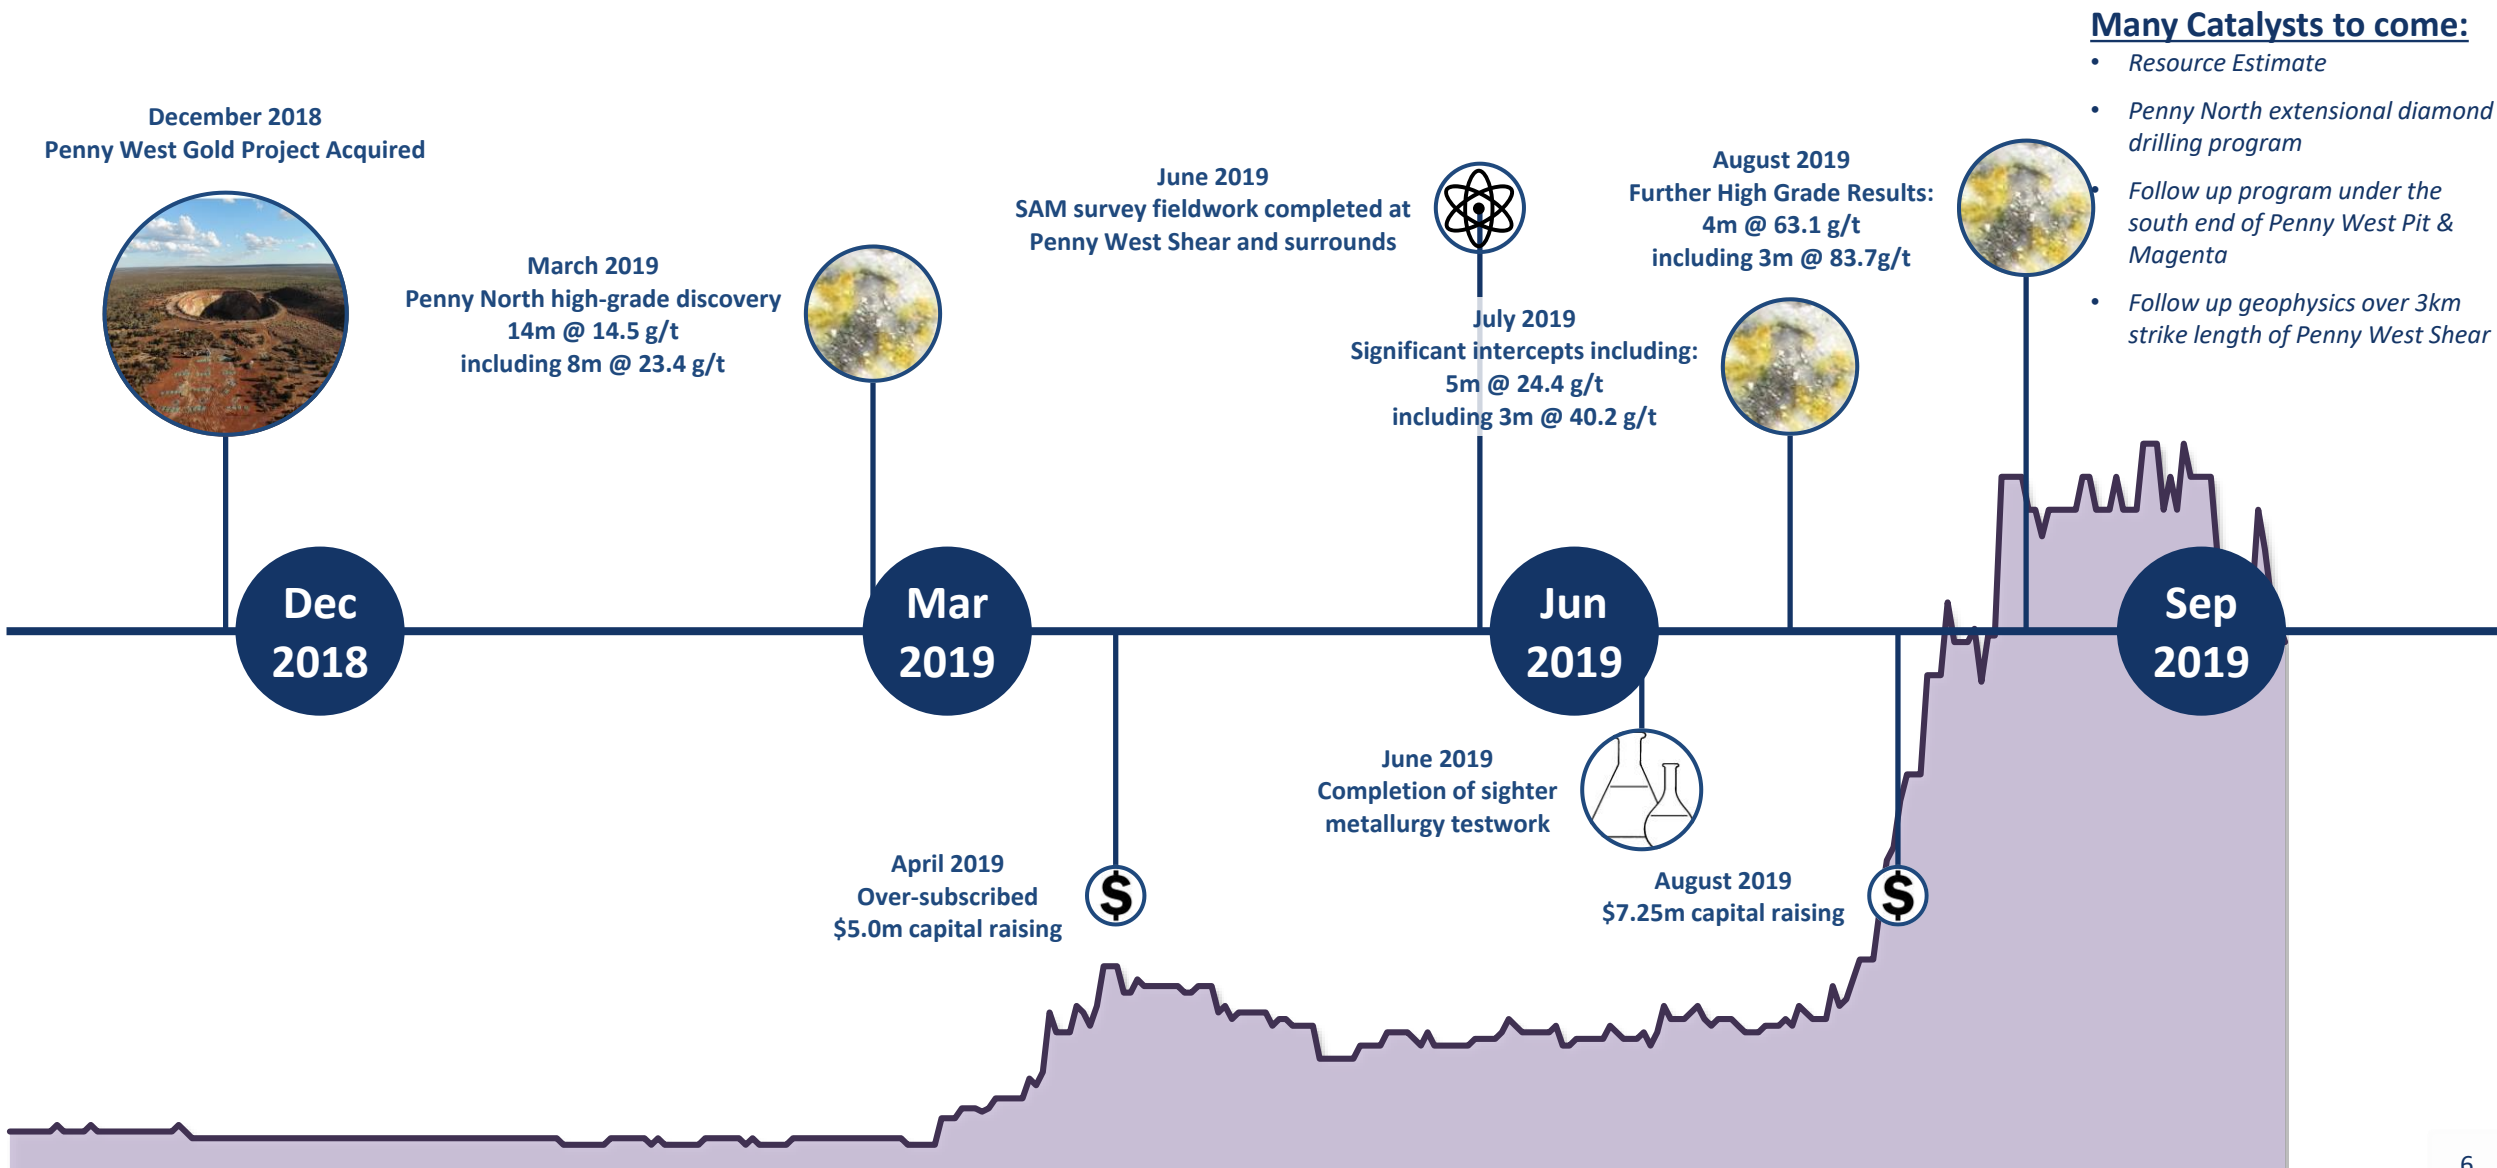 Many Catalysts to come:
• Resource Estimate
• Penny North extensional diamond
drilling program
• Follow up program under the
south end of Penny West Pit &
Magenta
• Follow up geophysics over 3km
strike length of Penny West Shear
December 2018
Penny West Gold Project Acquired
March 2019
Penny North high-grade discovery
14m @ 14.5 g/t
including 8m @ 23.4 g/t
June 2019
SAM survey fieldwork completed at
Penny West Shear and surrounds
July 2019
Significant intercepts including:
5m @ 24.4 g/t
including 3m @ 40.2 g/t
August 2019
Further High Grade Results:
4m @ 63.1 g/t
including 3m @ 83.7g/t
Dec
2018
Mar
2019
Jun
2019
Sep
2019
April 2019
Over-subscribed
$5.0m capital raising
$
June 2019
Completion of sighter
metallurgy testwork
August 2019
$7.25m capital raising
$
6